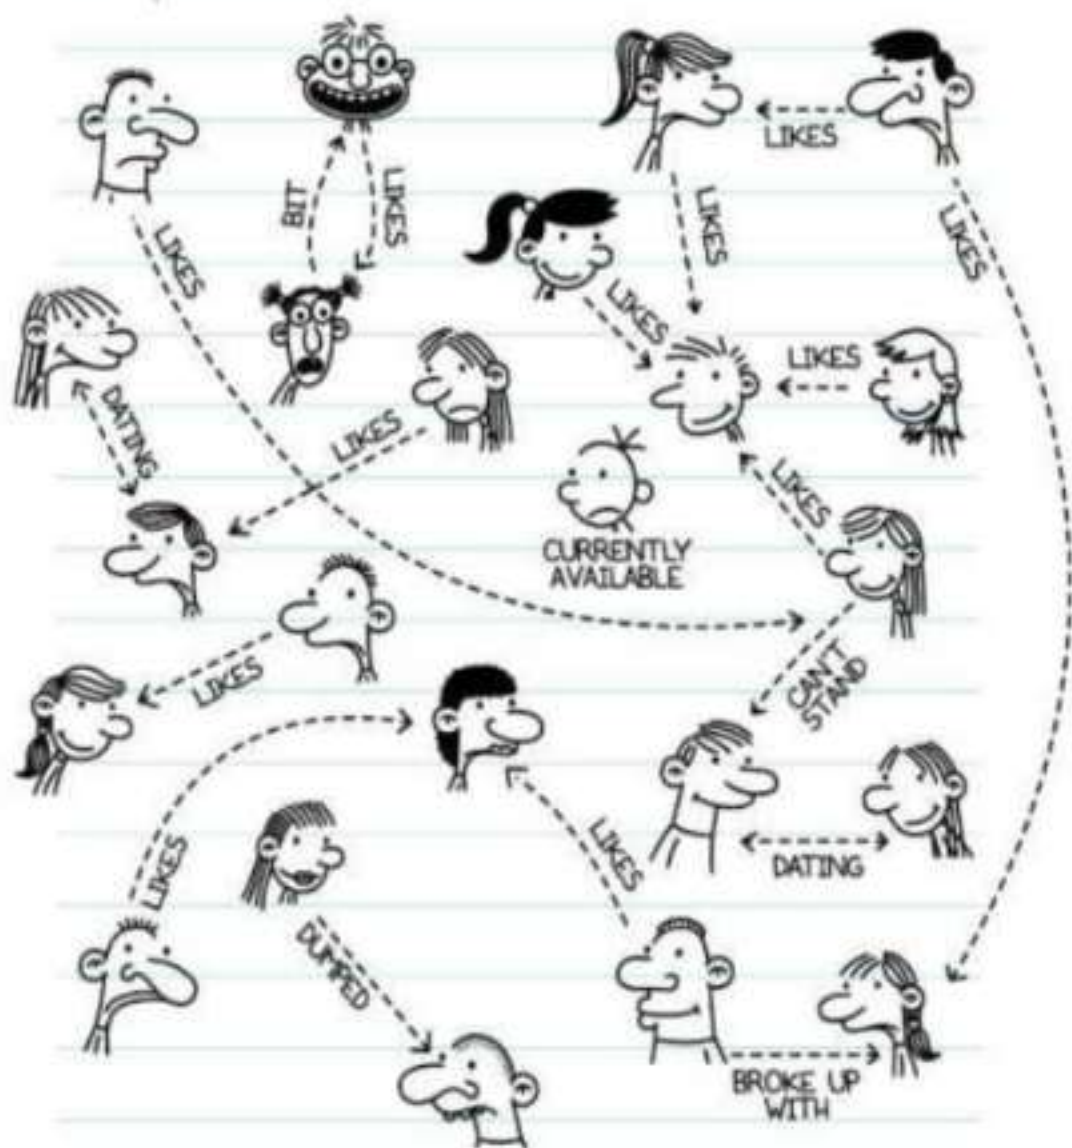 LIKES
BIT
LIKES
LIKES
LIKES
LIKES
LIKES
LIKES
DATING
LIKES
LIKES
CURRENTLY
AVAILABLE
LIKES
CAN'T
STAND
LIKES
LIKES
DATING
DUMPED
BROKE UP
WITH